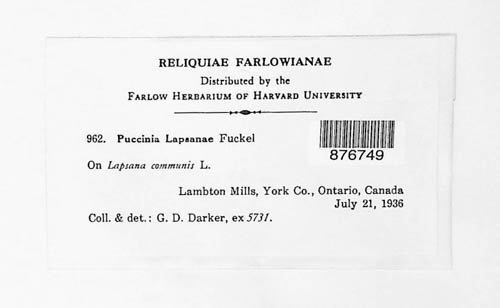 RELIQUIAE FARLOWIANAE
Distributed by the
FARLOW HERBARIUM OF HARVARD UNIVERSITY
962. Puccinia Lapsanae Fuckel
876749
On Lapsana communis L.
Lambton Mills, York Co., Ontario, Canada
July 21, 1936
Coll. & det.: G. D. Darker, ex 5731.